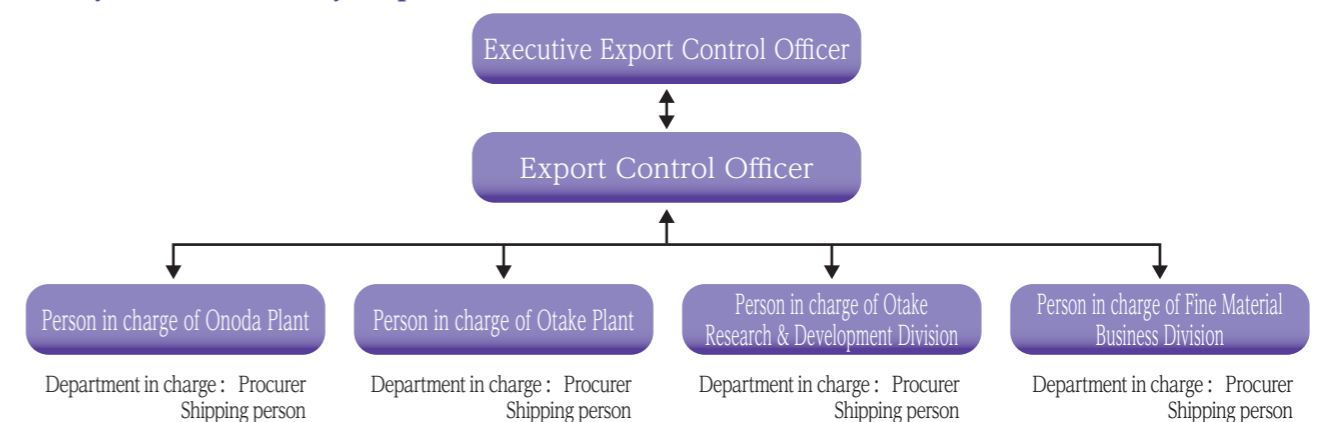 Executive Export Control Officer
Export Control Officer
Person in charge of Onoda Plant
Person in charge of Otake Plant
Person in charge of Otake
Research & Development Division
Person in charge of Fine Material
Business Division
Department in charge : Procurer
Shipping person
Department in charge : Procurer
Shipping person
Department in charge : Procurer
Shipping person
Department in charge : Procurer
Shipping person